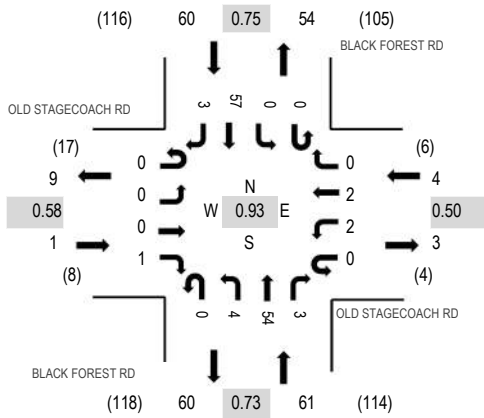 (116) 60 0.75 54 (105)
BLACK FOREST RD
OLD STAGECOACH RD
3 57 0 0
(17) 0 0 (6)
9 0 N 2 4
0.58 0 W 0.93 E 2 0.50
1 1 S 0 3
(8) (4)
0 4 54 3
OLD STAGECOACH RD
BLACK FOREST RD
(118) 60 0.73 61 (114)